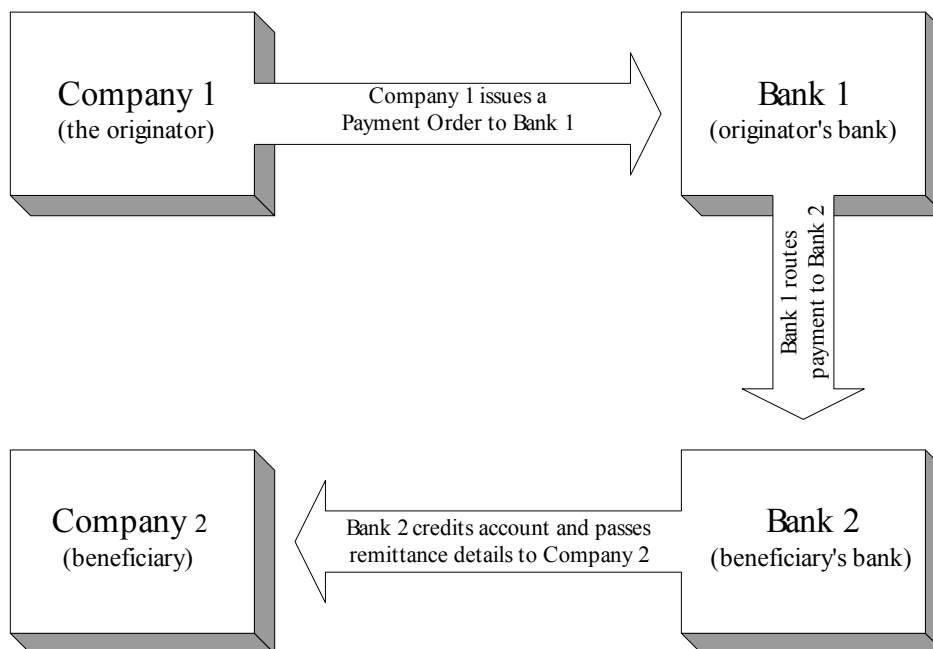 Company 1
(the originator)
Company 1 issues a
Payment Order to Bank 1
Bank 1
(originator's bank)
Bank 1 routes
payment to Bank 2
Company 2
(beneficiary)
Bank 2 credits account and passes
remittance details to Company 2
Bank 2
(beneficiary's bank)